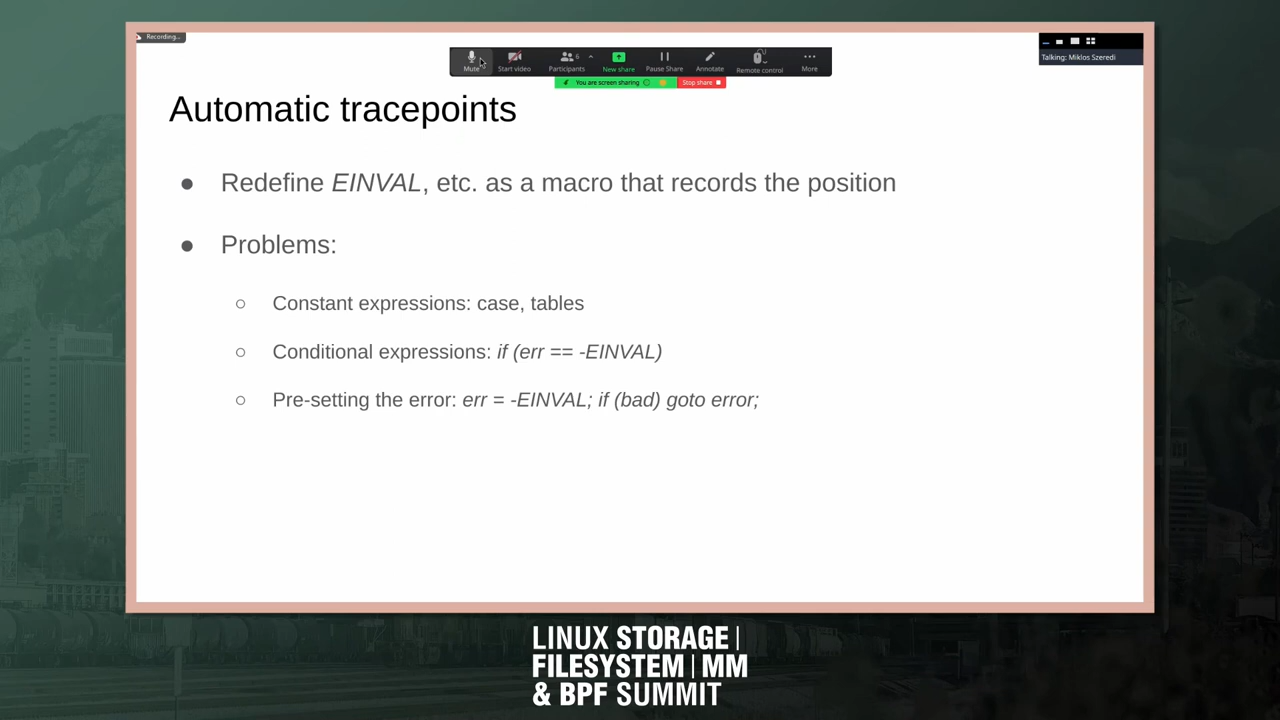 Recording...
Mute
Start video
Participants
6
New share
Pause Share
Annotate
Remote control
More
You are screen sharing
Stop share
Talking: Miklos Szeredi
Automatic tracepoints
● Redefine EINVAL, etc. as a macro that records the position
● Problems:
○ Constant expressions: case, tables
○ Conditional expressions: if (err == -EINVAL)
○ Pre-setting the error: err = -EINVAL; if (bad) goto error;
LINUX STORAGE |
FILESYSTEM | MM
& BPF SUMMIT